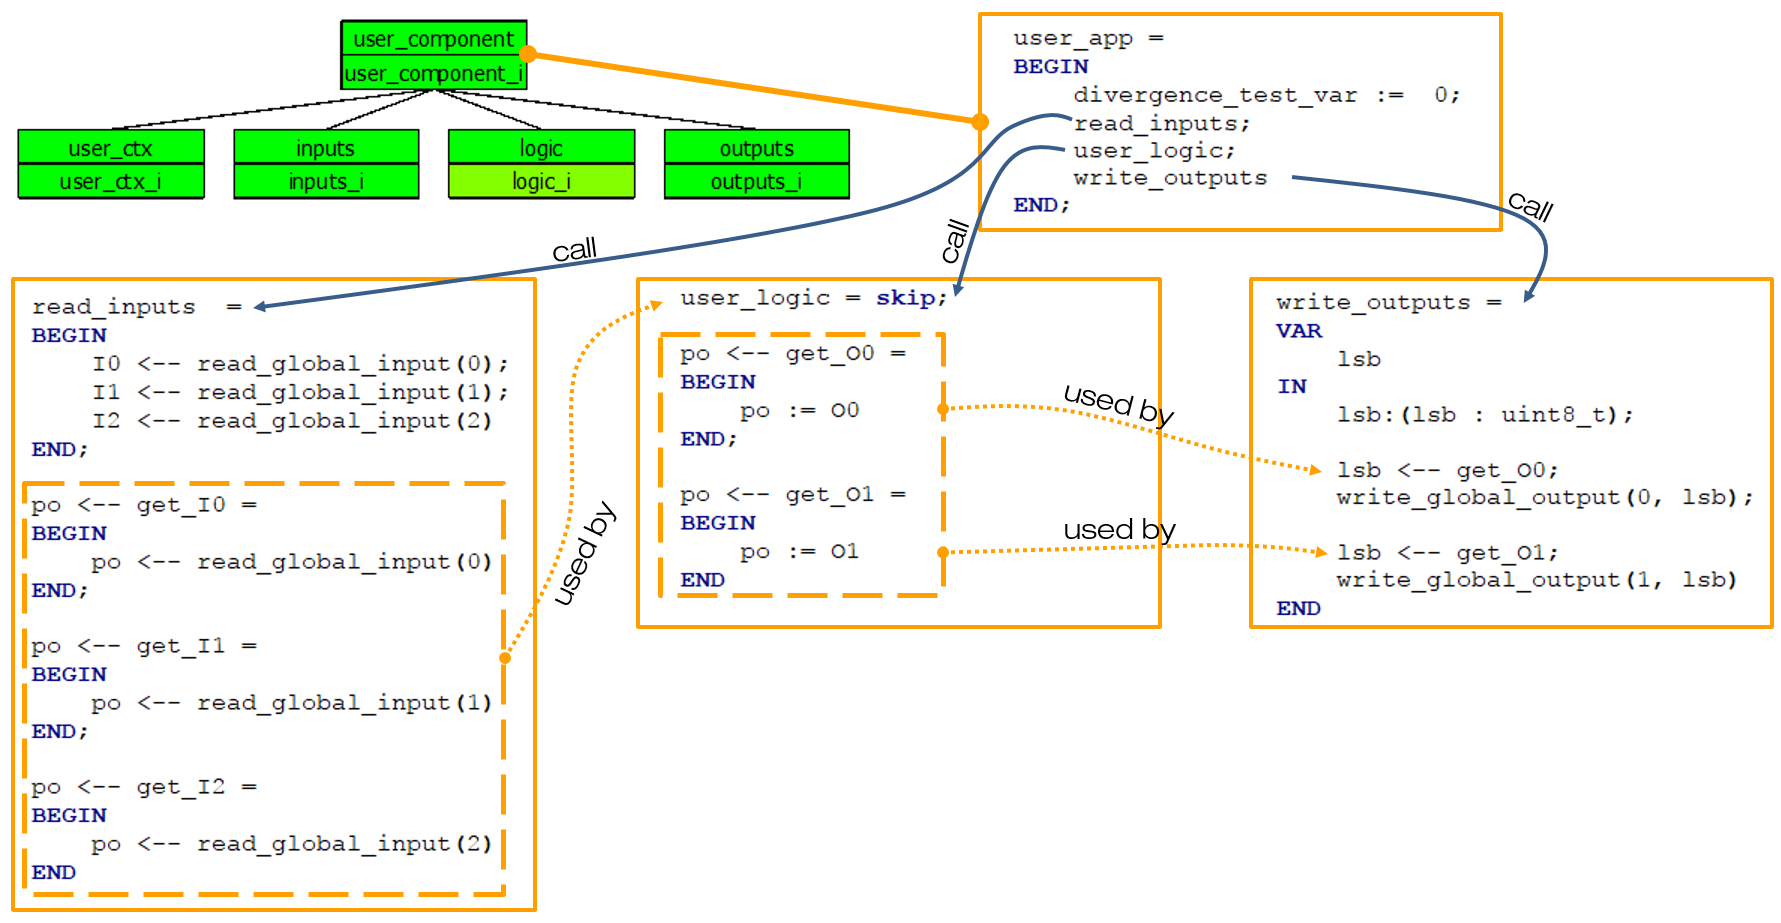 user_component
user_component_i
user_ctx
user_ctx_i
inputs
inputs_i
logic
logic_i
outputs
outputs_i
user_app =
BEGIN
divergence_test_var := 0;
read_inputs;
user_logic;
write_outputs
END;
call
call
call
read_inputs =
BEGIN
I0 <-- read_global_input(0);
I1 <-- read_global_input(1);
I2 <-- read_global_input(2)
END;
po <-- get_I0 =
BEGIN
po <-- read_global_input(0)
END;
po <-- get_I1 =
BEGIN
po <-- read_global_input(1)
END;
po <-- get_I2 =
BEGIN
po <-- read_global_input(2)
END
used by
user_logic = skip;
po <-- get_O0 =
BEGIN
po := O0
END;
po <-- get_O1 =
BEGIN
po := O1
END
used by
used by
write_outputs =
VAR
lsb
IN
lsb:(lsb : uint8_t);
lsb <-- get_O0;
write_global_output(0, lsb);
lsb <-- get_O1;
write_global_output(1, lsb)
END